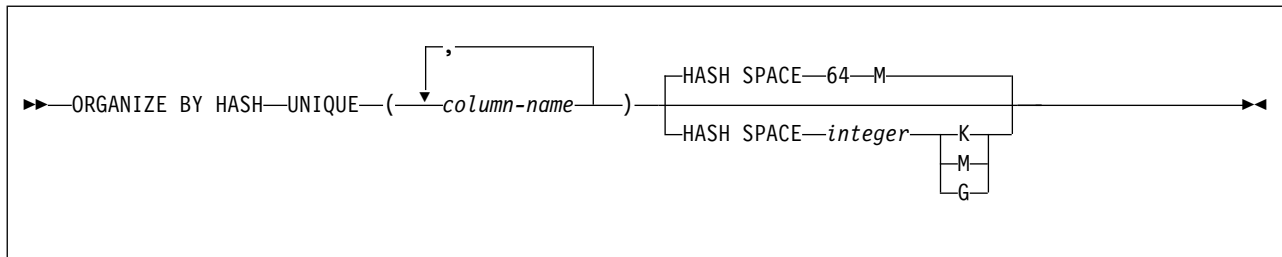 ,
HASH SPACE 64 M
ORGANIZE BY HASH UNIQUE ( column-name )
HASH SPACE integer K
M
G